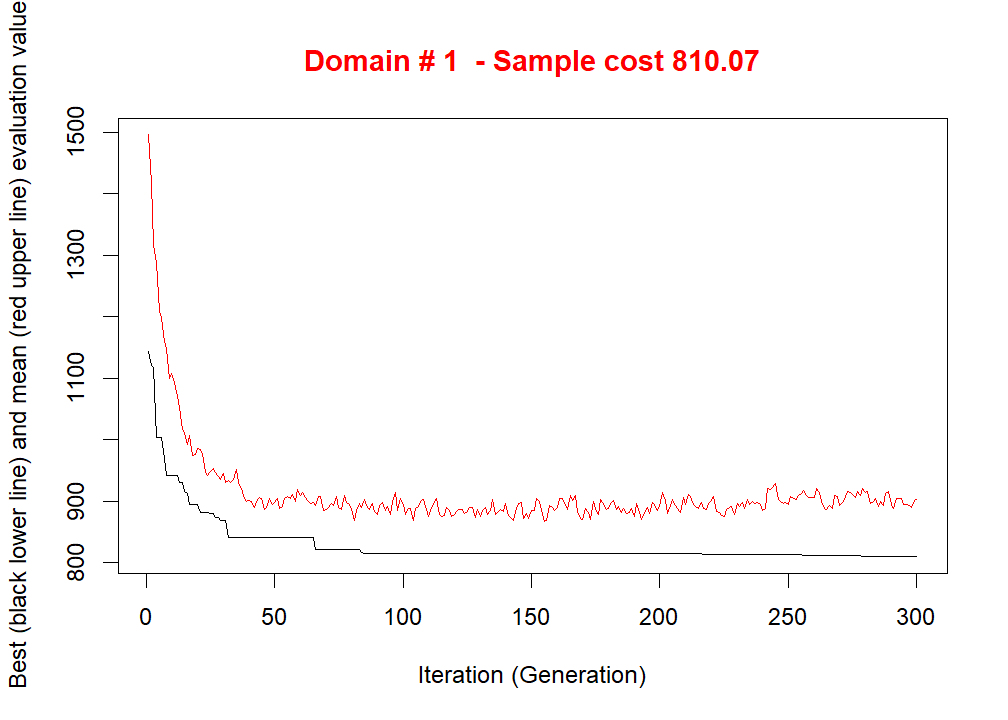 Domain # 1  - Sample cost 810.07
Best (black lower line) and mean (red upper line) evaluation value
1500
1300
1100
900
800
0 50 100 150 200 250 300
Iteration (Generation)